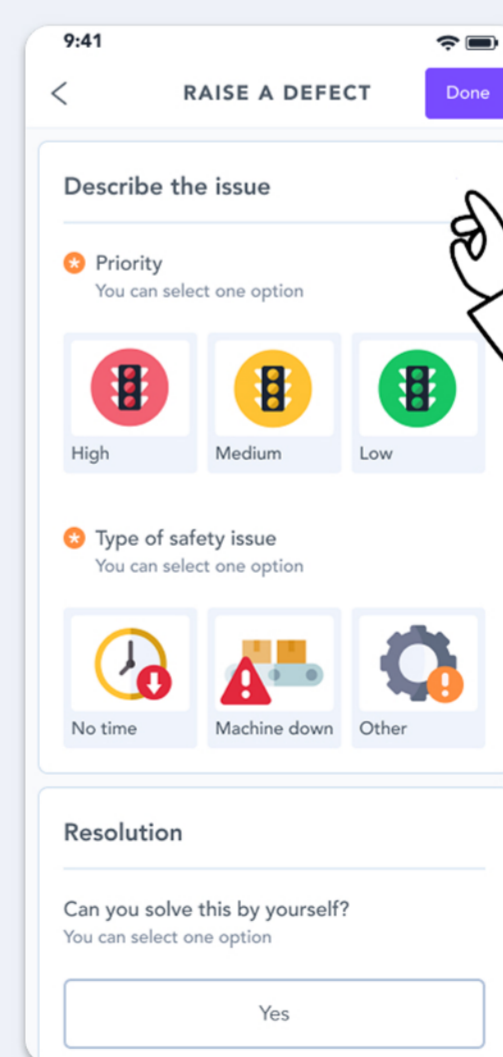 9:41
RAISE A DEFECT
Done
Describe the issue
Priority
You can select one option
High
Medium
Low
Type of safety issue
You can select one option
No time
Machine down
Other
Resolution
Can you solve this by yourself?
You can select one option
Yes